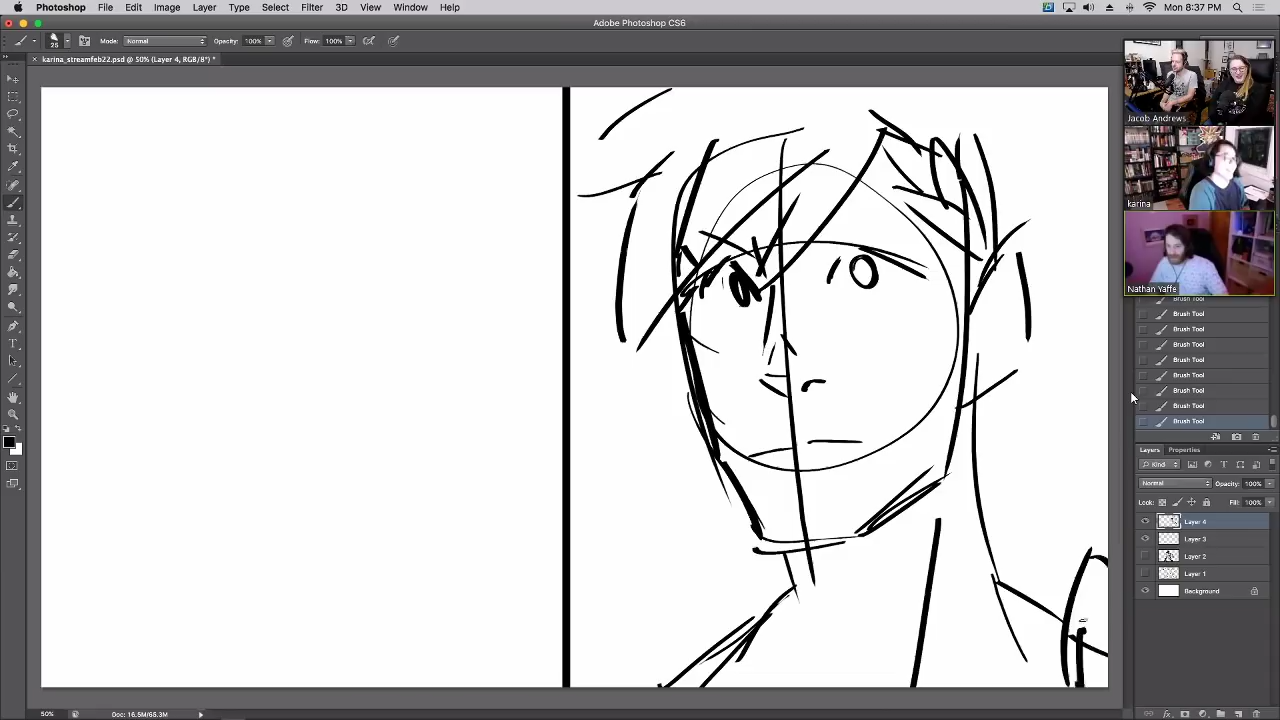 Photoshop File Edit Image Layer Type Select Filter 3D View Window Help Mon 8:37 PM
Adobe Photoshop CS6
25 Mode: Normal Opacity: 100% Flow: 100%
× karina_streamfeb22.psd @ 50% (Layer 4, RGB/8*) *
Jacob Andrews
karina
Nathan Yaffe
Brush Tool
Brush Tool
Brush Tool
Brush Tool
Brush Tool
Brush Tool
Brush Tool
Brush Tool
Brush Tool
Layers Properties
Kind
Normal Opacity: 100%
Lock: Fill: 100%
Layer 4
Layer 3
Layer 2
Layer 1
Background
50% Doc: 16.5M/65.3M